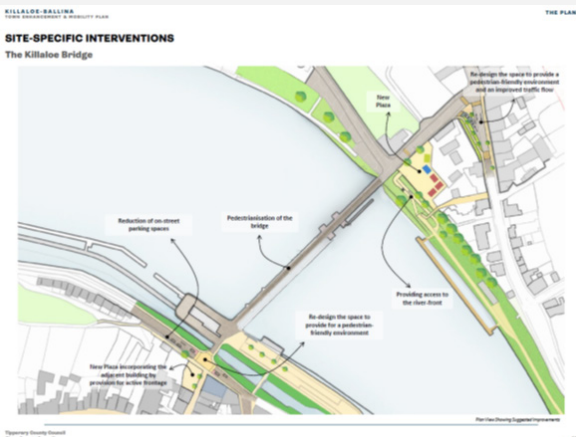 KILLALOE-BALLINA
TOWN ENHANCEMENT & MOBILITY PLAN
THE PLAN
SITE-SPECIFIC INTERVENTIONS
The Killaloe Bridge
Re-design the space to provide a
pedestrian-friendly environment
and an improved traffic flow
New
Plaza
Reduction of on-street
parking spaces
Pedestrianisation of the
bridge
Providing access to
the river-front
Re-design the space to
provide for a pedestrian-
friendly environment
New Place incorporating the
adjacent building by
provision for active frontage
Plan View Showing Suggested Improvements
Tipperary County Council